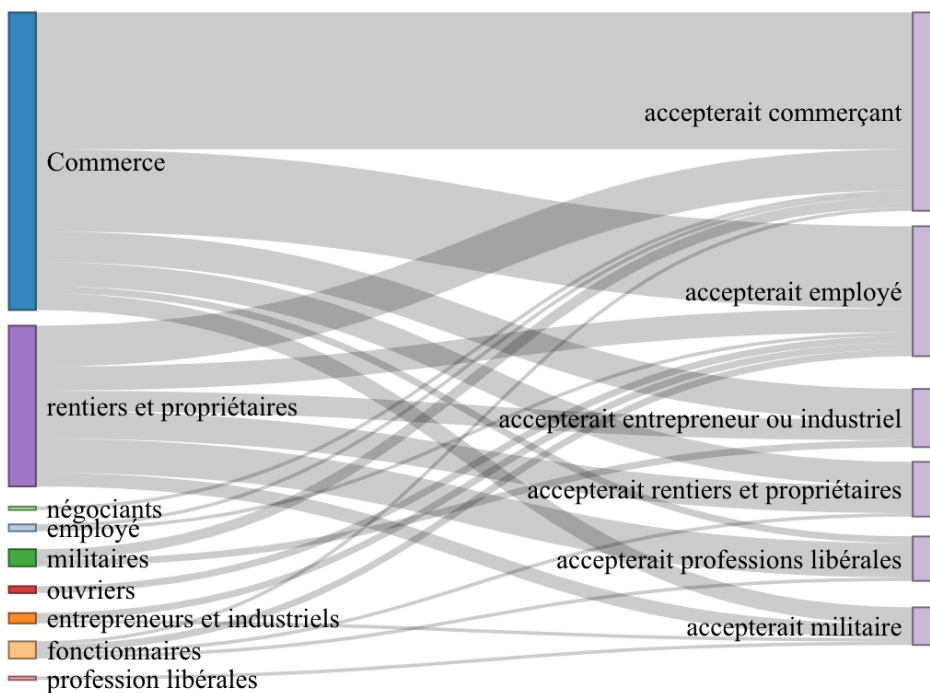 Commerce
rentiers et propriétaires
négociants
employé
militaires
ouvriers
entrepreneurs et industriels
fonctionnaires
profession libérales
accepterait commerçant
accepterait employé
accepterait entrepreneur ou industriel
accepterait rentiers et propriétaires
accepterait professions libérales
accepterait militaire